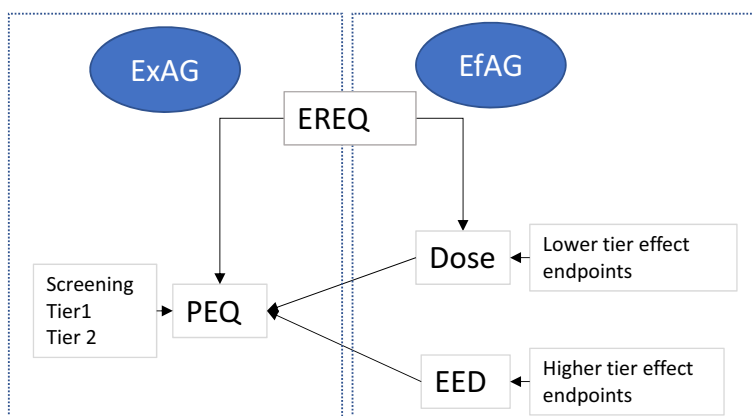 ExAG
EfAG
EREQ
Dose
Lower tier effect
endpoints
Screening
Tier1
Tier 2
PEQ
EED
Higher tier effect
endpoints